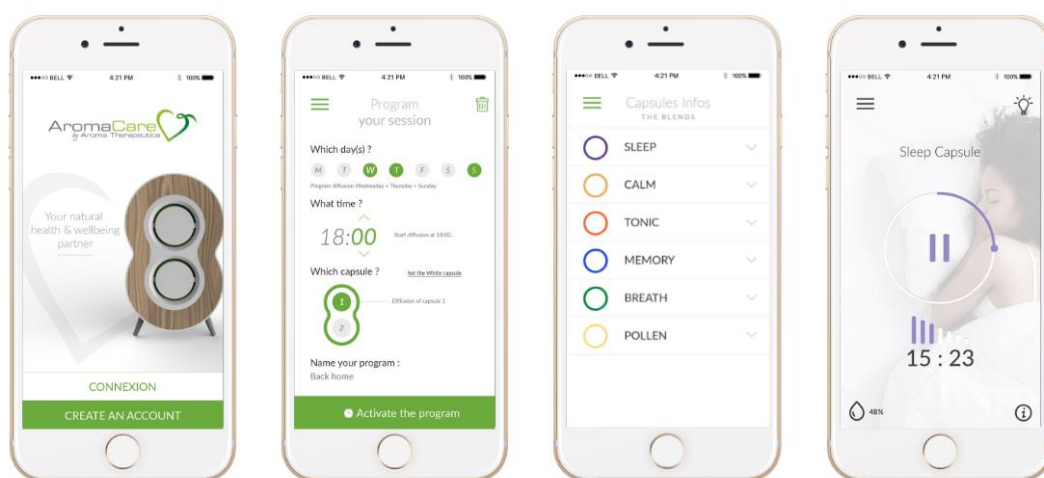 ●●●○○ BELL 4:21 PM 100%
AromaCare
by Aroma Therapeutics
Your natural
health & wellbeing
partner
CONNEXION
CREATE AN ACCOUNT
●●●○○ BELL 4:21 PM 100%
Program
your session
Which day(s) ?
M T W T F S S
Program diffusion Wednesday • Thursday • Sunday
What time ?
18:00 Start diffusion at 18:00.
Which capsule ? Set the White capsule
1 Diffusion of capsule 1
2
Name your program :
Back home
Activate the program
●●●○○ BELL 4:21 PM 100%
Capsules Infos
THE BLENDS
SLEEP
CALM
TONIC
MEMORY
BREATH
POLLEN
●●●○○ BELL 4:21 PM 100%
Sleep Capsule
15 : 23
48%